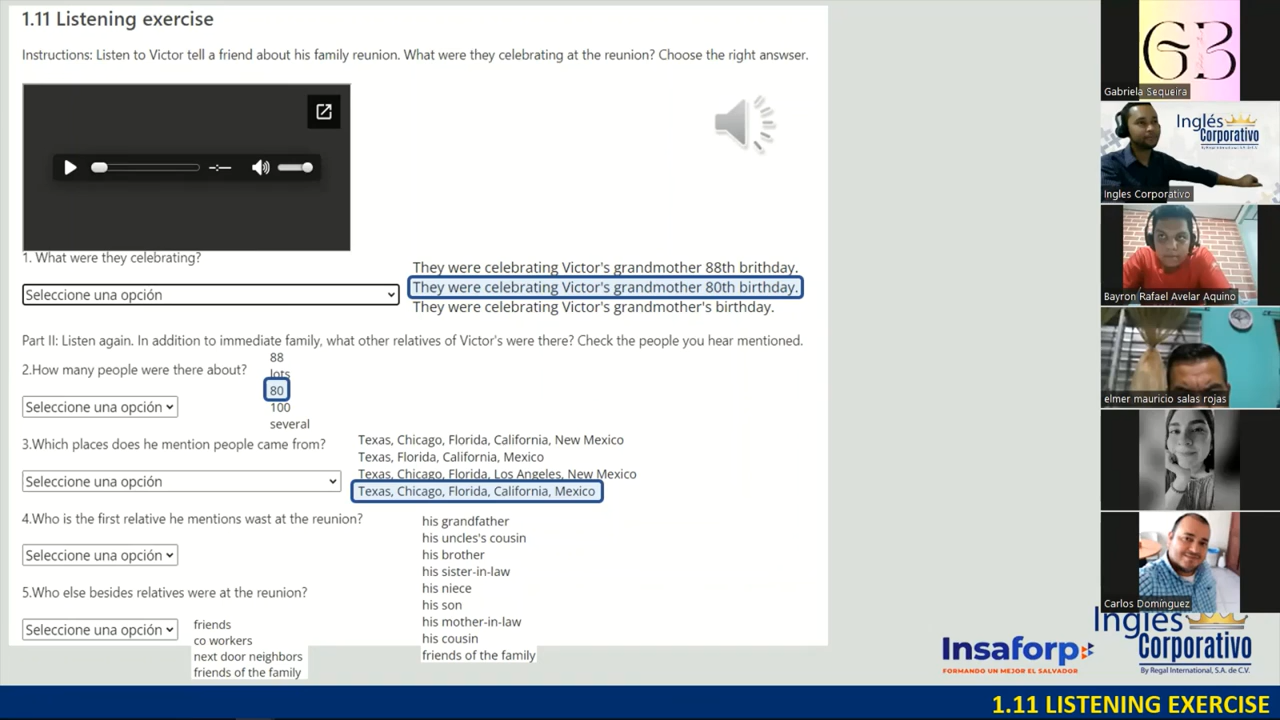 1.11 Listening exercise
Instructions: Listen to Victor tell a friend about his family reunion. What were they celebrating at the reunion? Choose the right answser.
1. What were they celebrating?
Seleccione una opción
They were celebrating Victor's grandmother 88th brithday.
They were celebrating Victor's grandmother 80th birthday.
They were celebrating Victor's grandmother's birthday.
Part II: Listen again. In addition to immediate family, what other relatives of Victor's were there? Check the people you hear mentioned.
2.How many people were there about?
Seleccione una opción
88
lots
80
100
several
3.Which places does he mention people came from?
Seleccione una opción
Texas, Chicago, Florida, California, New Mexico
Texas, Florida, California, Mexico
Texas, Chicago, Florida, Los Angeles, New Mexico
Texas, Chicago, Florida, California, Mexico
4.Who is the first relative he mentions wast at the reunion?
Seleccione una opción
his grandfather
his uncles's cousin
his brother
his sister-in-law
his niece
his son
his mother-in-law
his cousin
friends of the family
5.Who else besides relatives were at the reunion?
Seleccione una opción
friends
co workers
next door neighbors
friends of the family
GB
Gabriela Sequeira
Inglés
Corporativo
By Regal International, S.A. de C.V.
Ingles Corporativo
Bayron Rafael Avelar Aquino
elmer mauricio salas rojas
Carlos Domínguez
Insaforp
FORMANDO UN MEJOR EL SALVADOR
Inglés
Corporativo
By Regal International, S.A. de C.V.
1.11 LISTENING EXERCISE